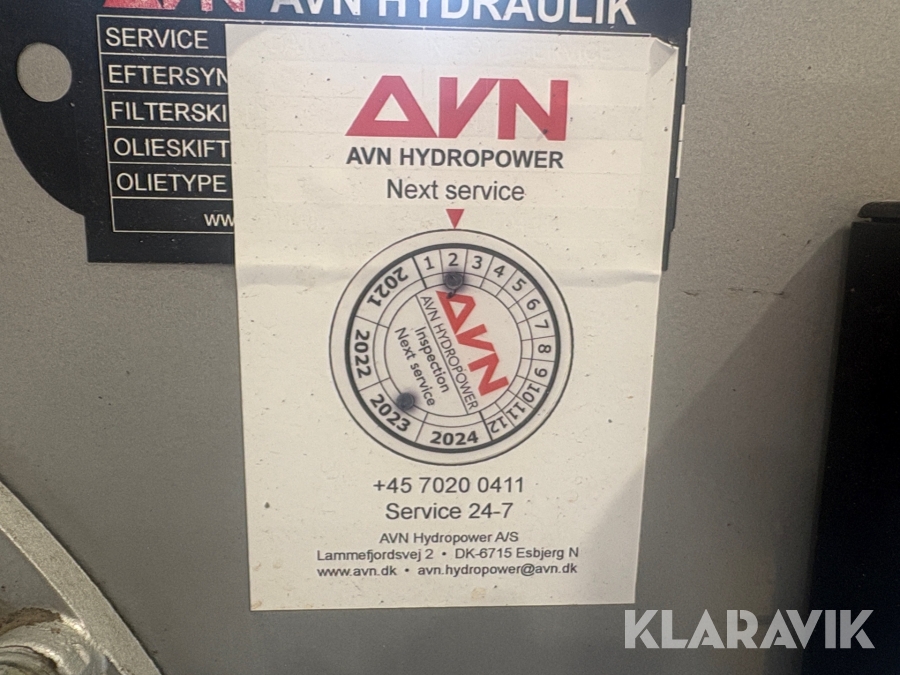 AVN HYDRAULIK
SERVICE
EFTERSYN
FILTERSKI
OLIESKIFT
OLIETYPE
ww
AVN
AVN HYDROPOWER
Next service
1 2 3 4 5 6 7 8 9 10 11 12
2021
2022
2023
2024
AVN
AVN HYDROPOWER
Inspection
Next service
+45 7020 0411
Service 24-7
AVN Hydropower A/S
Lammefjordsvej 2 • DK-6715 Esbjerg N
www.avn.dk • avn.hydropower@avn.dk
KLARAVIK